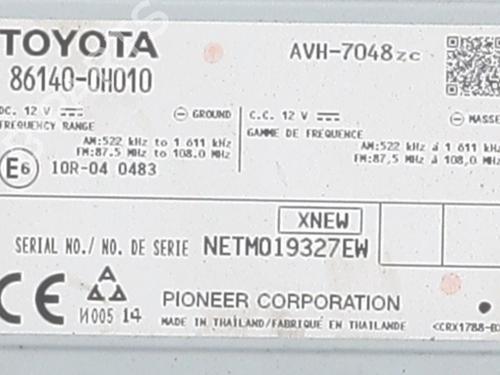 TOYOTA
AVH-7048zc
86140-0H010
DC. 12 V
GROUND
C.C. 12 V
MASSE
FREQUENCY RANGE
GAMME DE FRÉQUENCE
AM:522 kHz to 1 611 kHz
FM:87.5 MHz to 108.0 MHz
AM:522 kHz à 1 611 kHz
FM:87,5 MHz à 108,0 MHz
E6 10R-04 0483
XNEW
SERIAL NO./ NO. DE SERIE NETM019327EW
CE
N005 14
PIONEER CORPORATION
MADE IN THAILAND/FABRIQUÉ EN THAILANDE